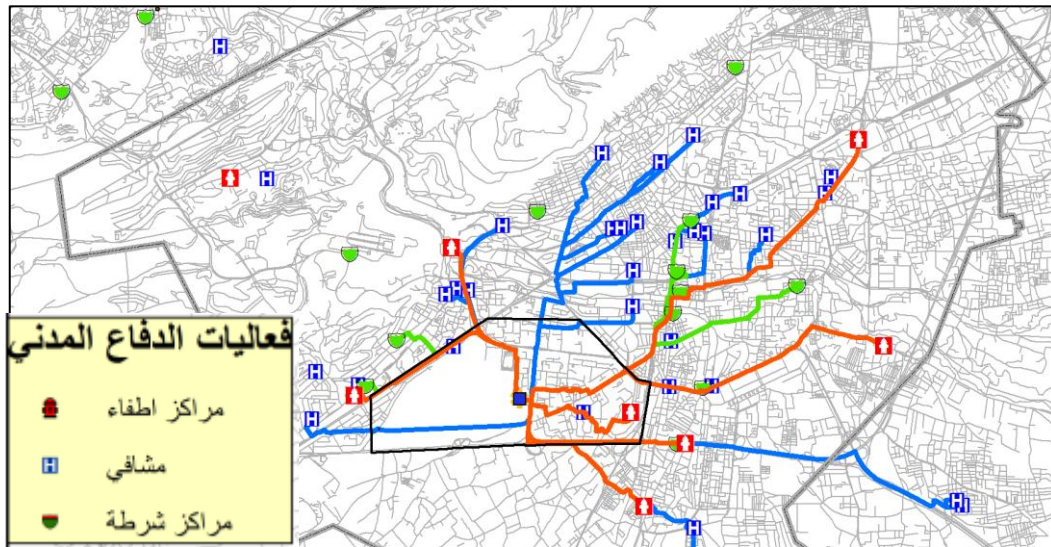 فعاليات الدفاع المدني
مراكز اطفاء
مشافي
مراكز شرطة